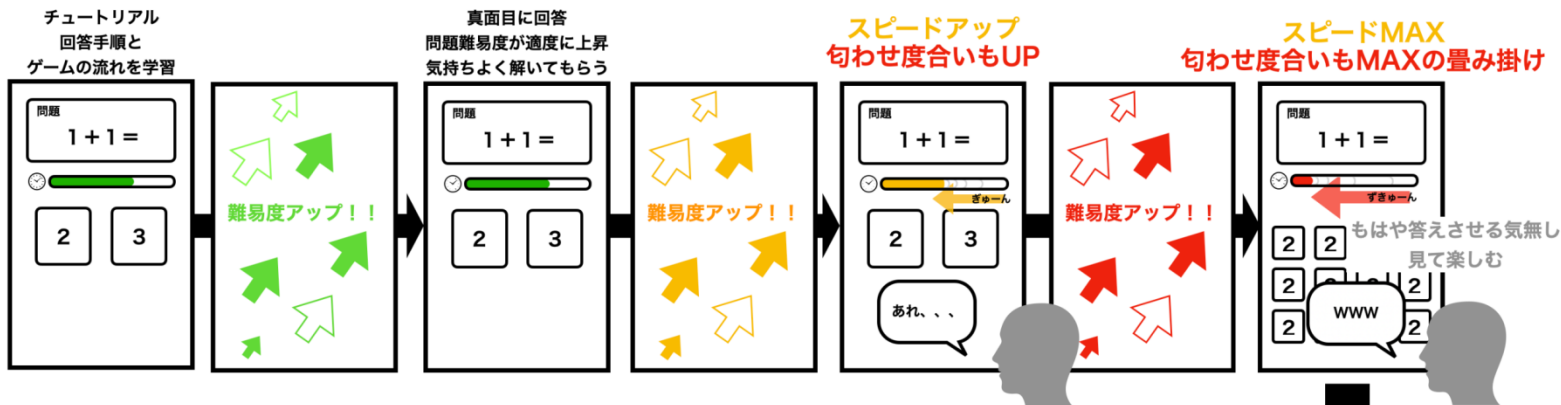 チュートリアル
回答手順と
ゲームの流れを学習
問題
1+1=
2
3
難易度アップ！！
真面目に回答
問題難易度が適度に上昇
気持ちよく解いてもらう
問題
1+1=
2
3
難易度アップ！！
スピードアップ
匂わせ度合いもUP
問題
1+1=
ぎゅーん
2
3
あれ、、、
難易度アップ！！
スピードMAX
匂わせ度合いもMAXの畳み掛け
問題
1+1=
ずきゅーん
もはや答えさせる気無し
見て楽しむ
2 2
2 2
2 2
www